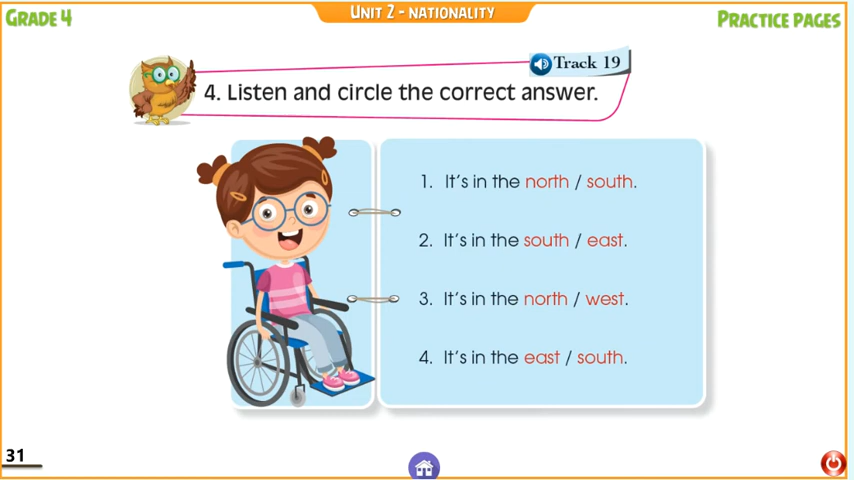 GRADE 4
UNIT 2 - NATIONALITY
PRACTICE PAGES
Track 19
4. Listen and circle the correct answer.
1. It's in the north / south.
2. It's in the south / east.
3. It's in the north / west.
4. It's in the east / south.
31